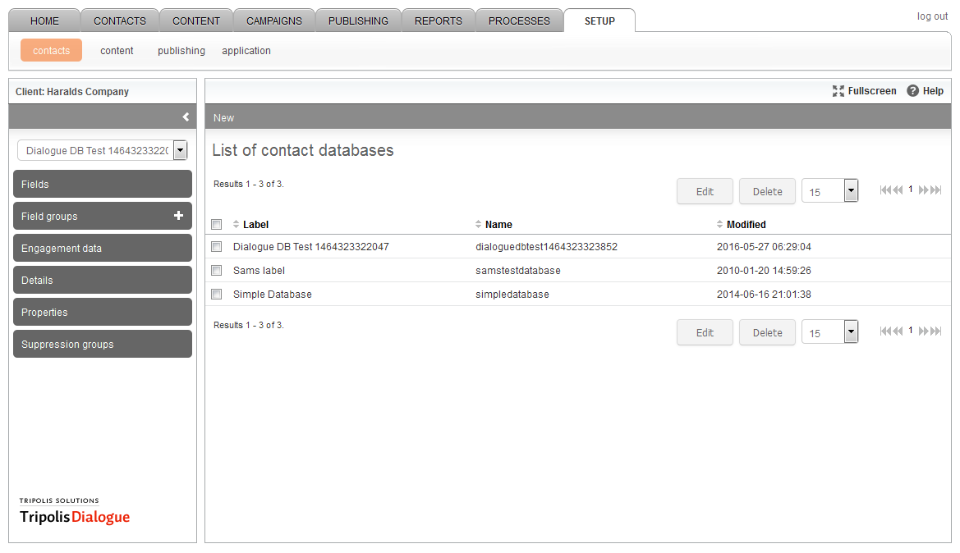 HOME CONTACTS CONTENT CAMPAIGNS PUBLISHING REPORTS PROCESSES SETUP log out
contacts content publishing application
Client: Haralds Company
Fullscreen Help
New
Dialogue DB Test 1464323322(
List of contact databases
Fields
Results 1 - 3 of 3.
Edit Delete 15 1
Field groups
Label Name Modified
Engagement data
Dialogue DB Test 1464323322047 dialoguedbtest1464323323852 2016-05-27 06:29:04
Sams label samstestdatabase 2010-01-20 14:59:26
Details
Simple Database simpledatabase 2014-06-16 21:01:38
Properties
Results 1 - 3 of 3.
Edit Delete 15 1
Suppression groups
TRIPOLIS SOLUTIONS
TripolisDialogue